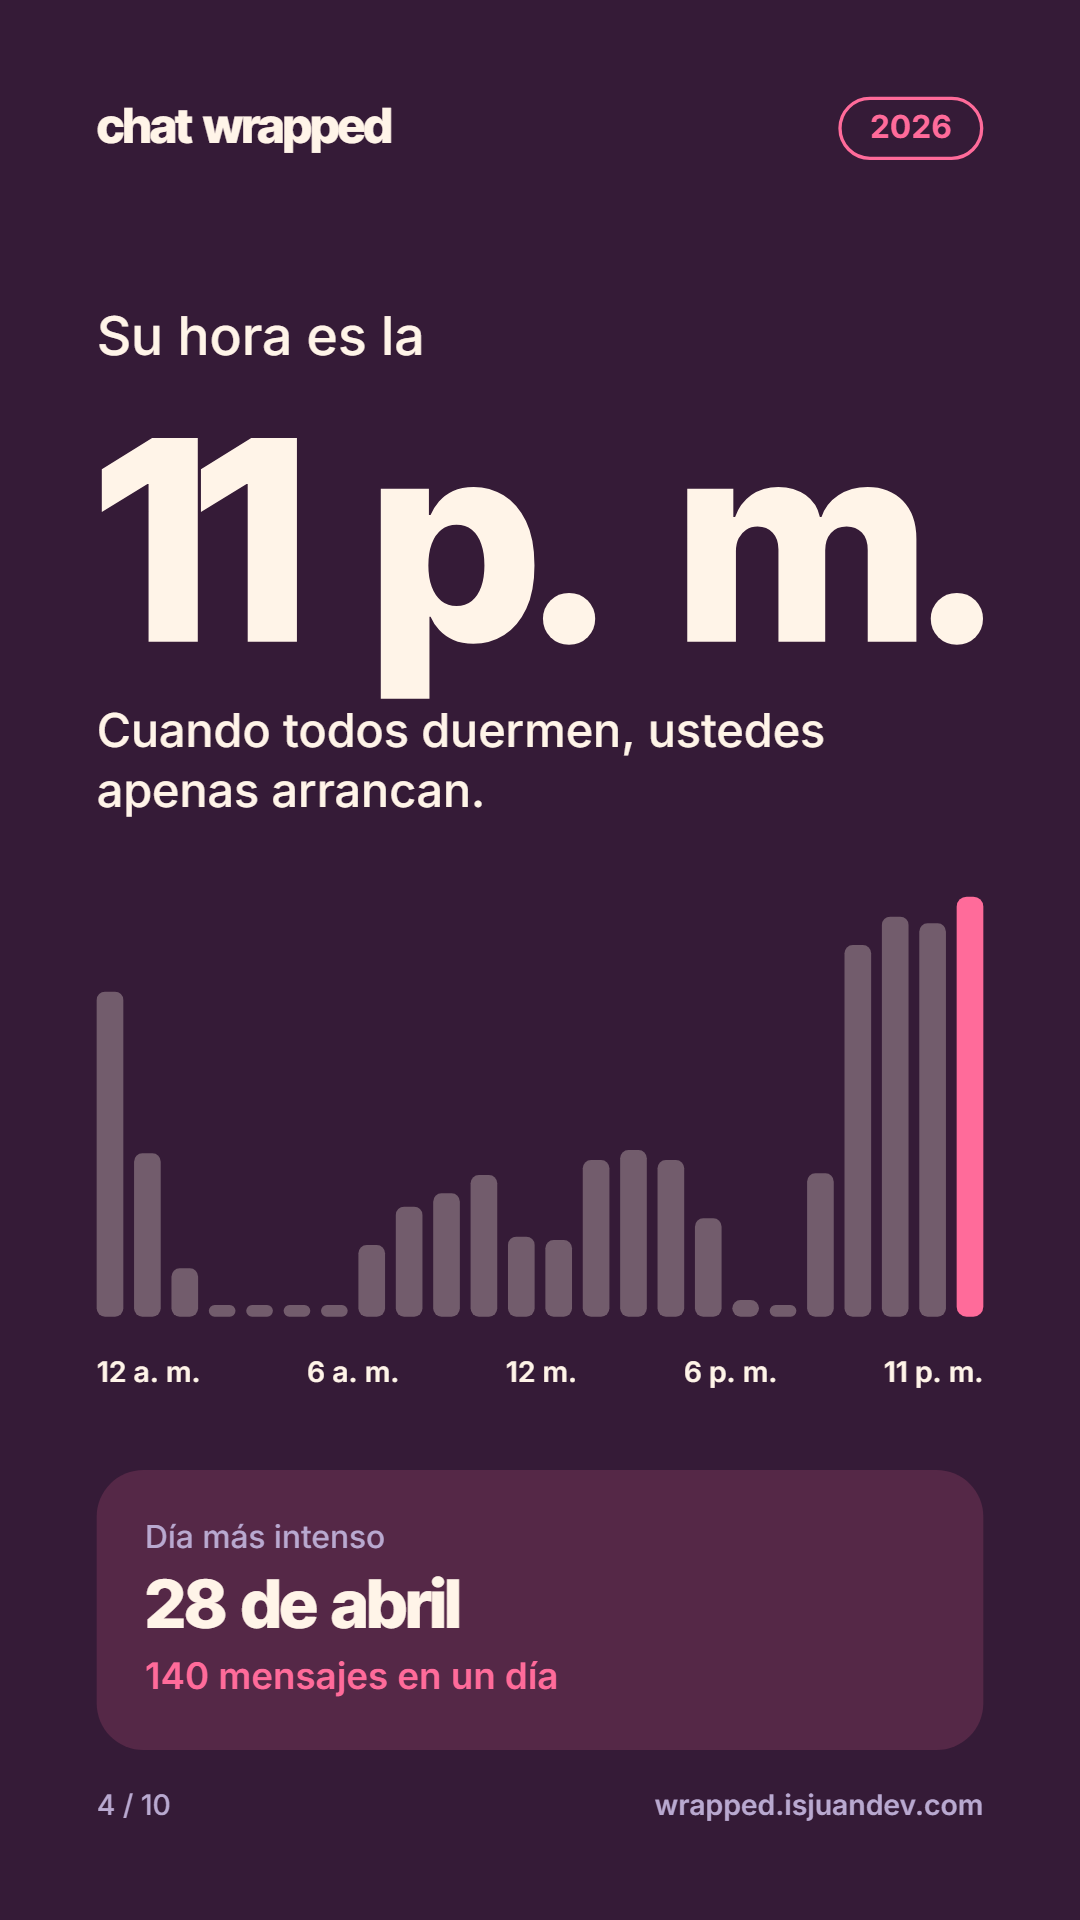 chat wrapped
2026
Su hora es la
11 p. m.
Cuando todos duermen, ustedes
apenas arrancan.
12 a. m.
6 a. m.
12 m.
6 p. m.
11 p. m.
Día más intenso
28 de abril
140 mensajes en un día
4 / 10
wrapped.isjuandev.com